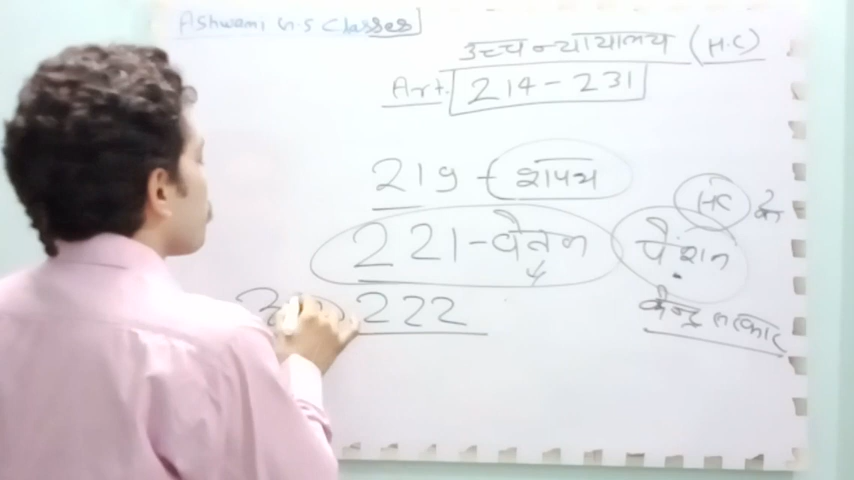 Ashwani G.S Classes
उच्च न्यायालय (H.C)
Art. 214 - 231
219 - शपथ
221 - वेतन पेंशन
HC के
222
केन्द्र सरकार